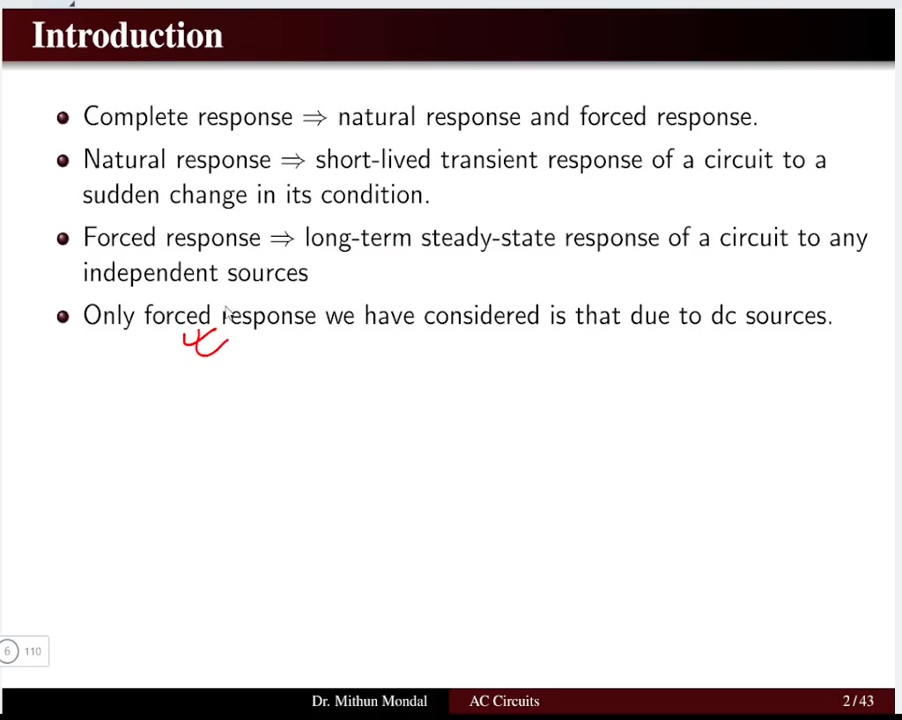 Introduction
Complete response ⇒ natural response and forced response.
Natural response ⇒ short-lived transient response of a circuit to a
sudden change in its condition.
Forced response ⇒ long-term steady-state response of a circuit to any
independent sources
Only forced response we have considered is that due to dc sources.
6 110
Dr. Mithun Mondal AC Circuits 2/43